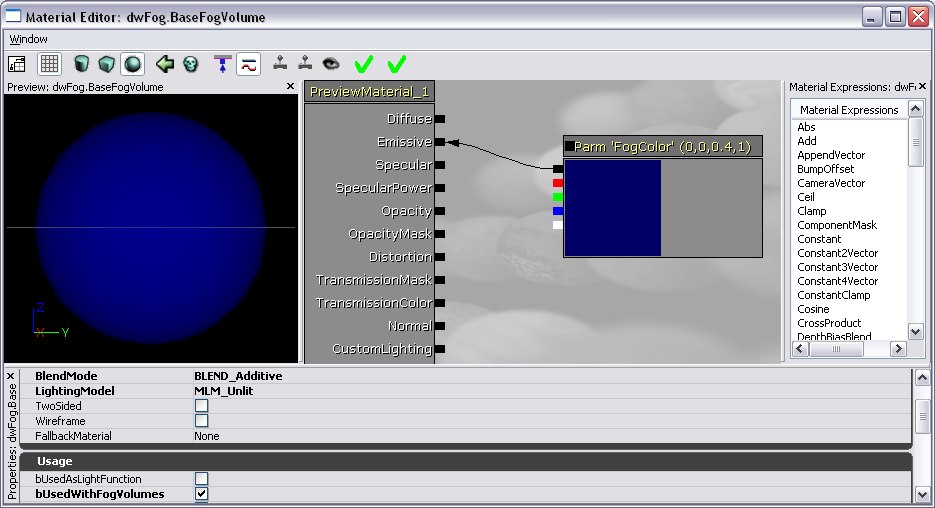 Material Editor: dwFog.BaseFogVolume
Window
Preview: dwFog.BaseFogVolume
Z
X
Y
PreviewMaterial_1
Diffuse
Emissive
Specular
SpecularPower
Opacity
OpacityMask
Distortion
TransmissionMask
TransmissionColor
Normal
CustomLighting
Parm 'FogColor' (0,0,0.4,1)
Material Expressions: dwF
Material Expressions
Abs
Add
AppendVector
BumpOffset
CameraVector
Ceil
Clamp
ComponentMask
Constant
Constant2Vector
Constant3Vector
Constant4Vector
ConstantClamp
Cosine
CrossProduct
DepthBiasBlend
Properties: dwFog.Base
BlendMode BLEND_Additive
LightingModel MLM_Unlit
TwoSided
Wireframe
FallbackMaterial None
Usage
bUsedAsLightFunction
bUsedWithFogVolumes